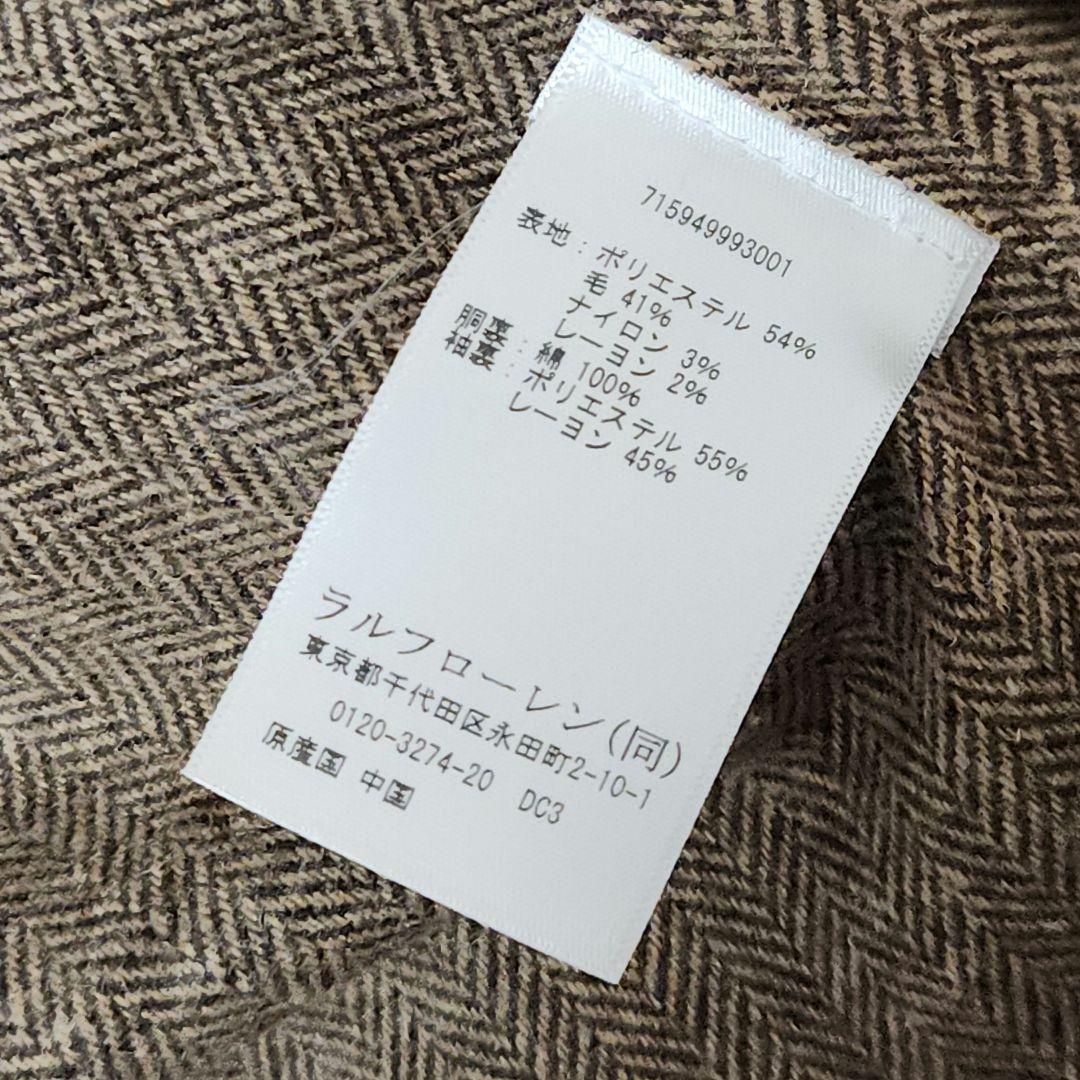 715949993001
表地：ポリエステル 54%
毛 41%
ナイロン 3%
レーヨン 2%
胴裏：綿 100%
袖裏：ポリエステル 55%
レーヨン 45%
ラルフローレン(同)
東京都千代田区永田町2-10-1
0120-3274-20 DC3
原産国 中国